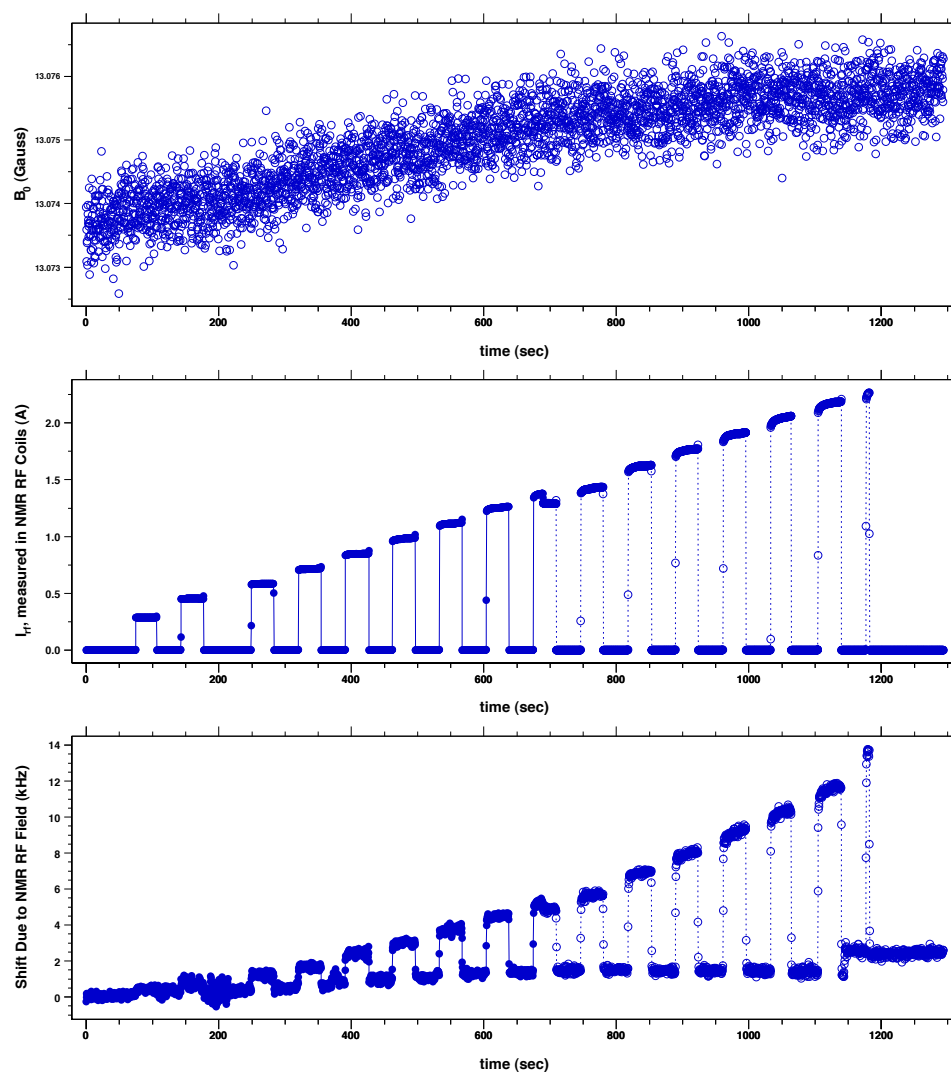 13.076
13.075
13.074
13.073
B0 (Gauss)
0 200 400 600 800 1000 1200
time (sec)
2.0
1.5
1.0
0.5
0.0
Irf, measured in NMR RF Coils (A)
0 200 400 600 800 1000 1200
time (sec)
14
12
10
8
6
4
2
0
Shift Due to NMR RF Field (kHz)
0 200 400 600 800 1000 1200
time (sec)